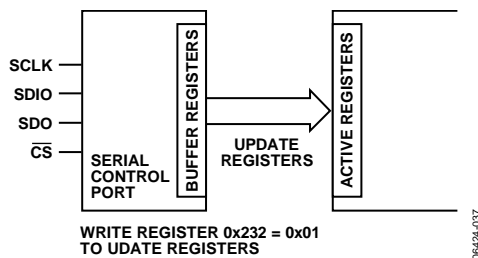 SCLK
SDIO
SDO
CS
SERIAL
CONTROL
PORT
BUFFER REGISTERS
UPDATE
REGISTERS
ACTIVE REGISTERS
WRITE REGISTER 0x232 = 0x01
TO UDATE REGISTERS
06424-037